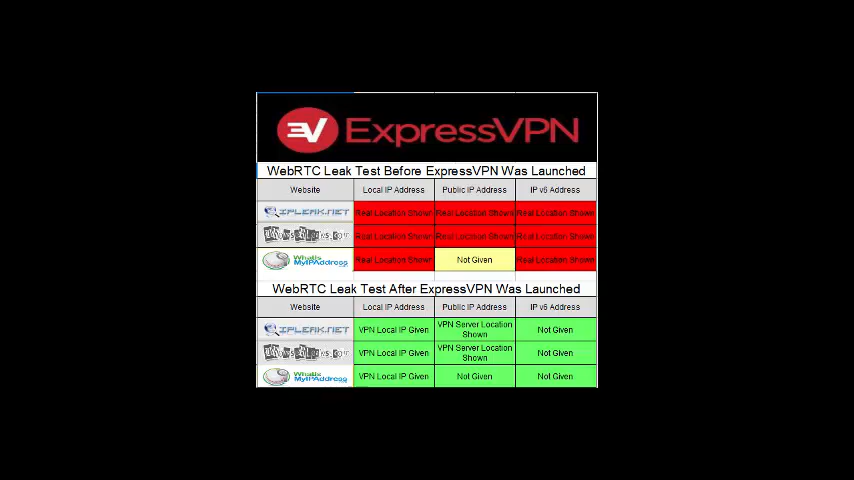 ExpressVPN
WebRTC Leak Test Before ExpressVPN Was Launched
Website Local IP Address Public IP Address IP v6 Address
IPLEAK.NET Real Location Shown Real Location Shown Real Location Shown
Real Location Shown Real Location Shown Real Location Shown
WhatIs MyIPAddress Real Location Shown Not Given Real Location Shown
WebRTC Leak Test After ExpressVPN Was Launched
Website Local IP Address Public IP Address IP v6 Address
IPLEAK.NET VPN Local IP Given VPN Server Location Shown Not Given
VPN Local IP Given VPN Server Location Shown Not Given
WhatIs MyIPAddress VPN Local IP Given Not Given Not Given